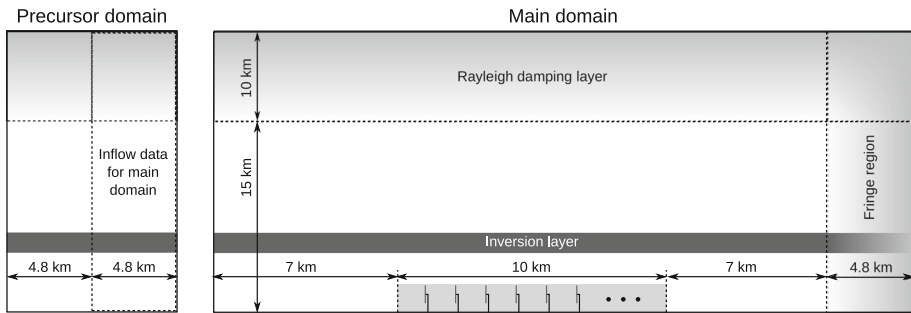 Precursor domain
Main domain
10 km
Rayleigh damping layer
Inflow data
for main
domain
15 km
Fringe region
Inversion layer
4.8 km
4.8 km
7 km
10 km
7 km
4.8 km